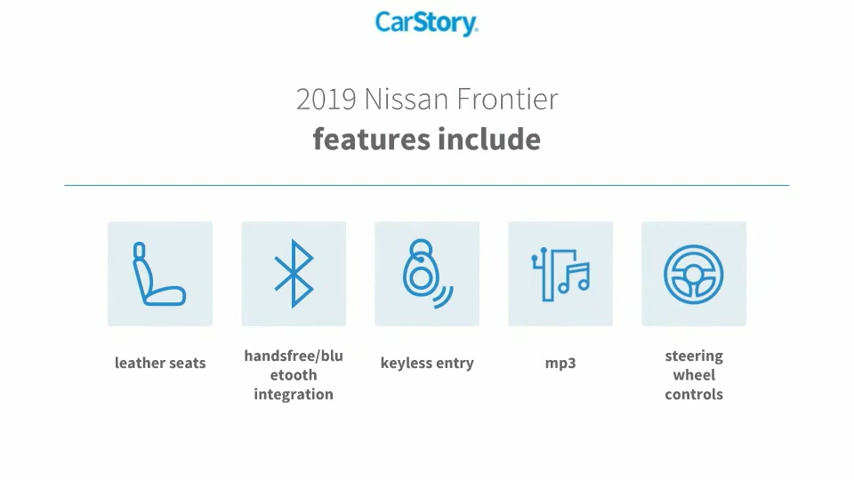 CarStory.
2019 Nissan Frontier
features include
leather seats
handsfree/blu
etooth
integration
keyless entry
mp3
steering
wheel
controls